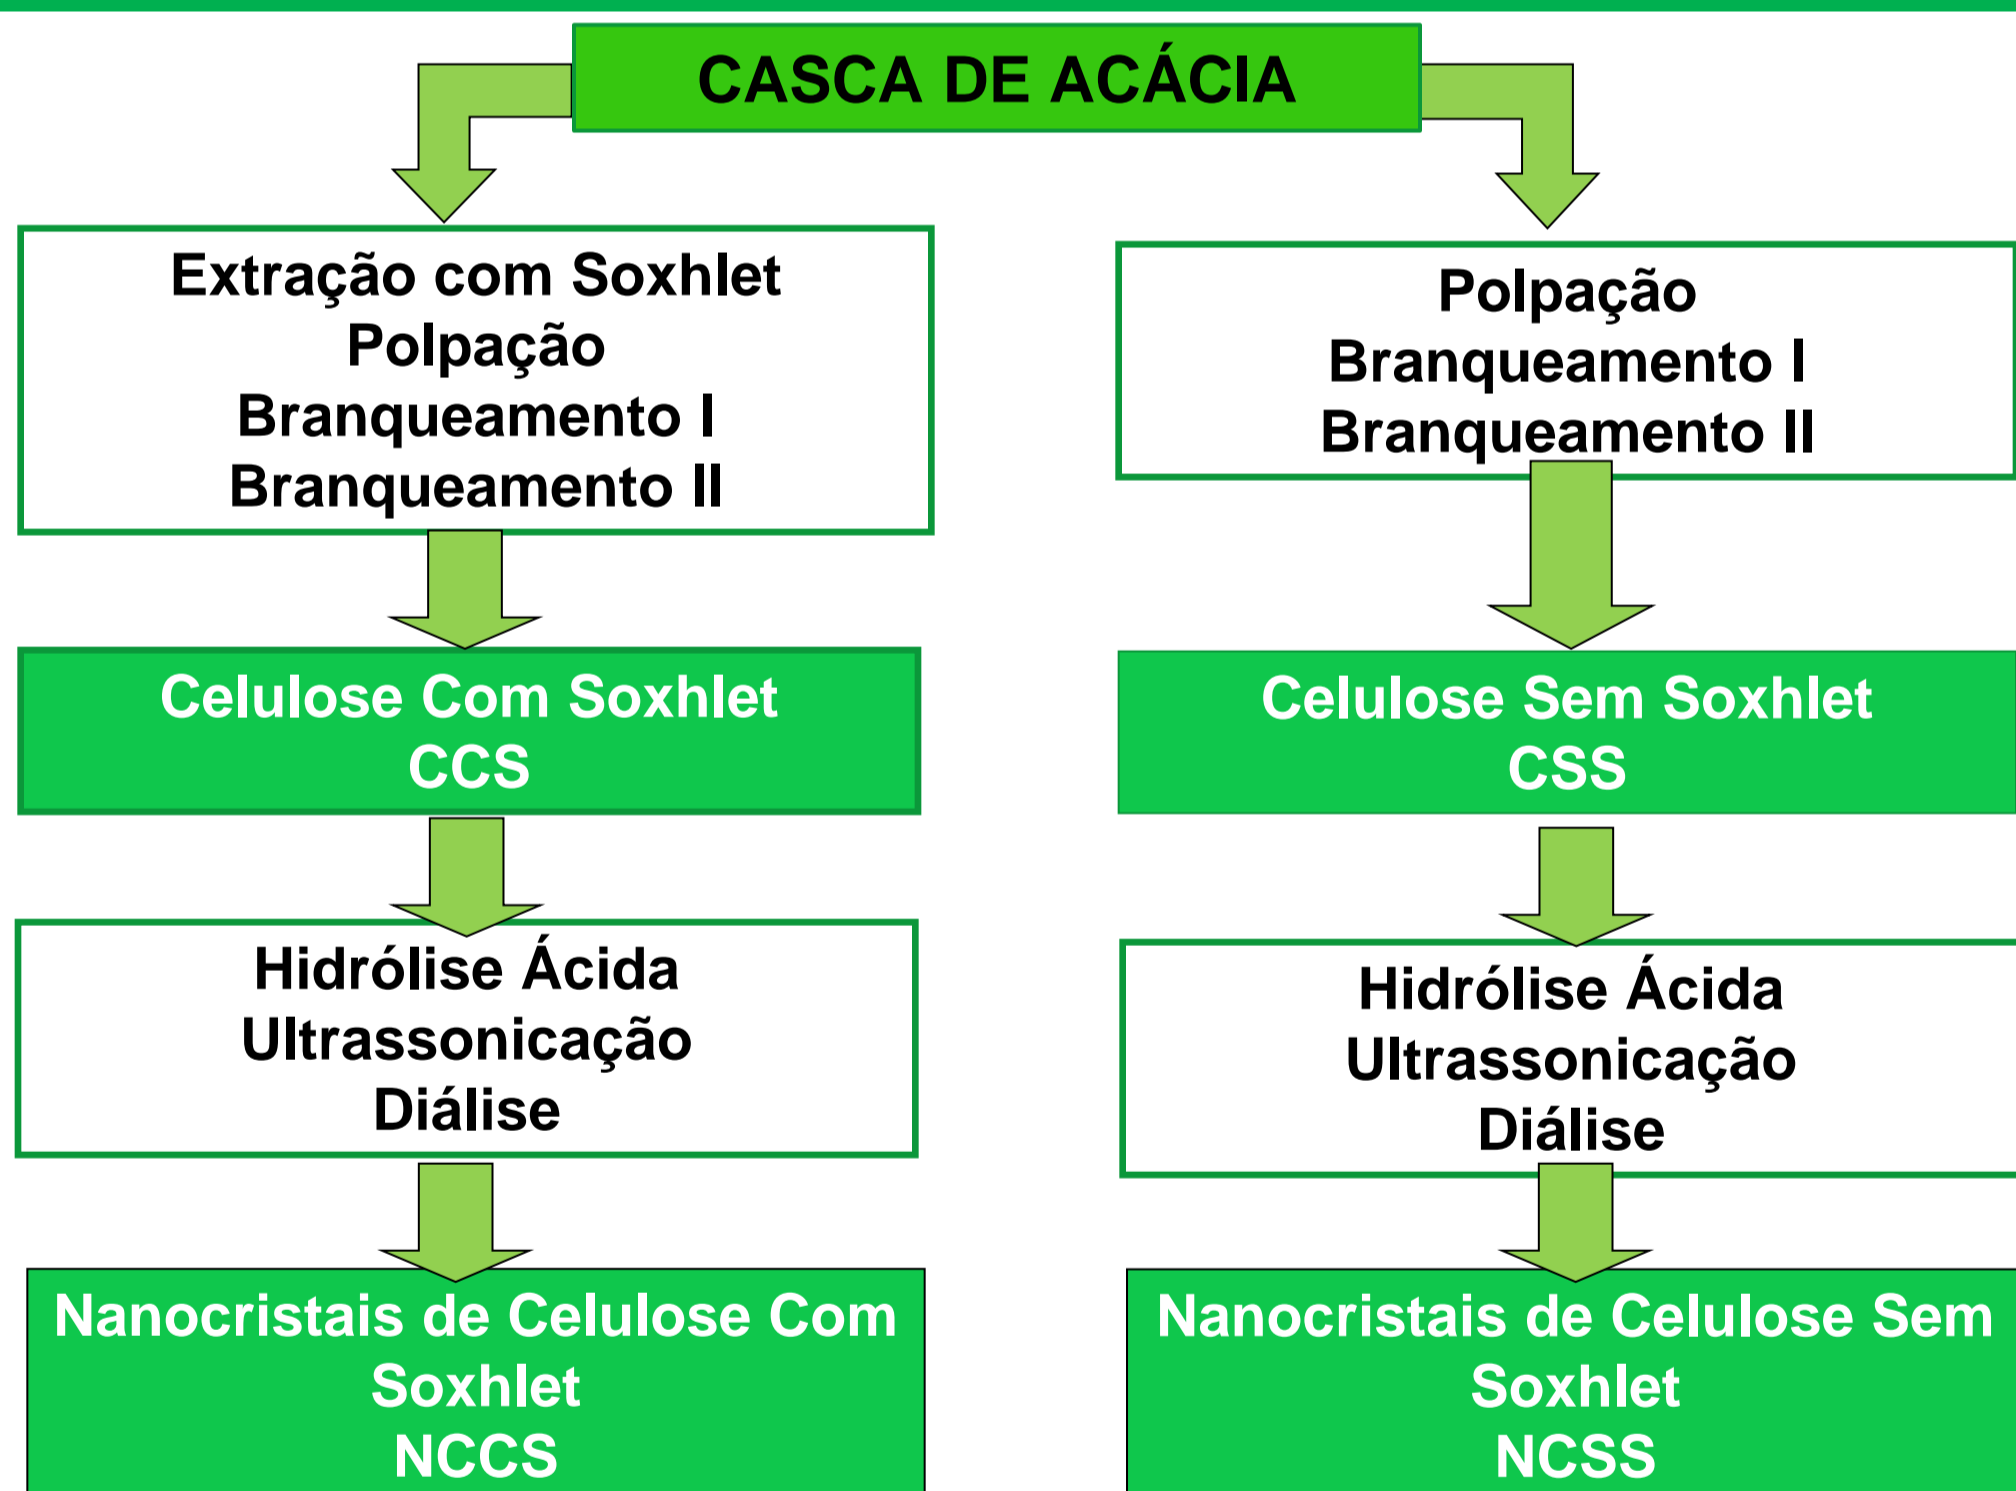 CASCA DE ACÁCIA
Extração com Soxhlet
Polpação
Branqueamento I
Branqueamento II
Polpação
Branqueamento I
Branqueamento II
Celulose Com Soxhlet
CCS
Celulose Sem Soxhlet
CSS
Hidrólise Ácida
Ultrassonicação
Diálise
Hidrólise Ácida
Ultrassonicação
Diálise
Nanocristais de Celulose Com
Soxhlet
NCCS
Nanocristais de Celulose Sem
Soxhlet
NCSS